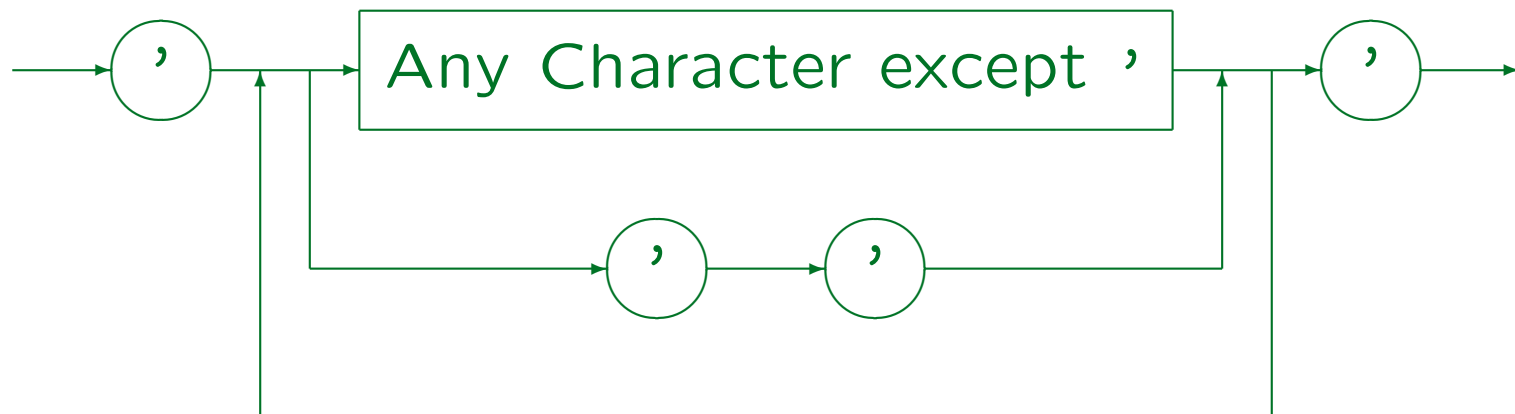 ’ Any Character except ’ ’
’ ’